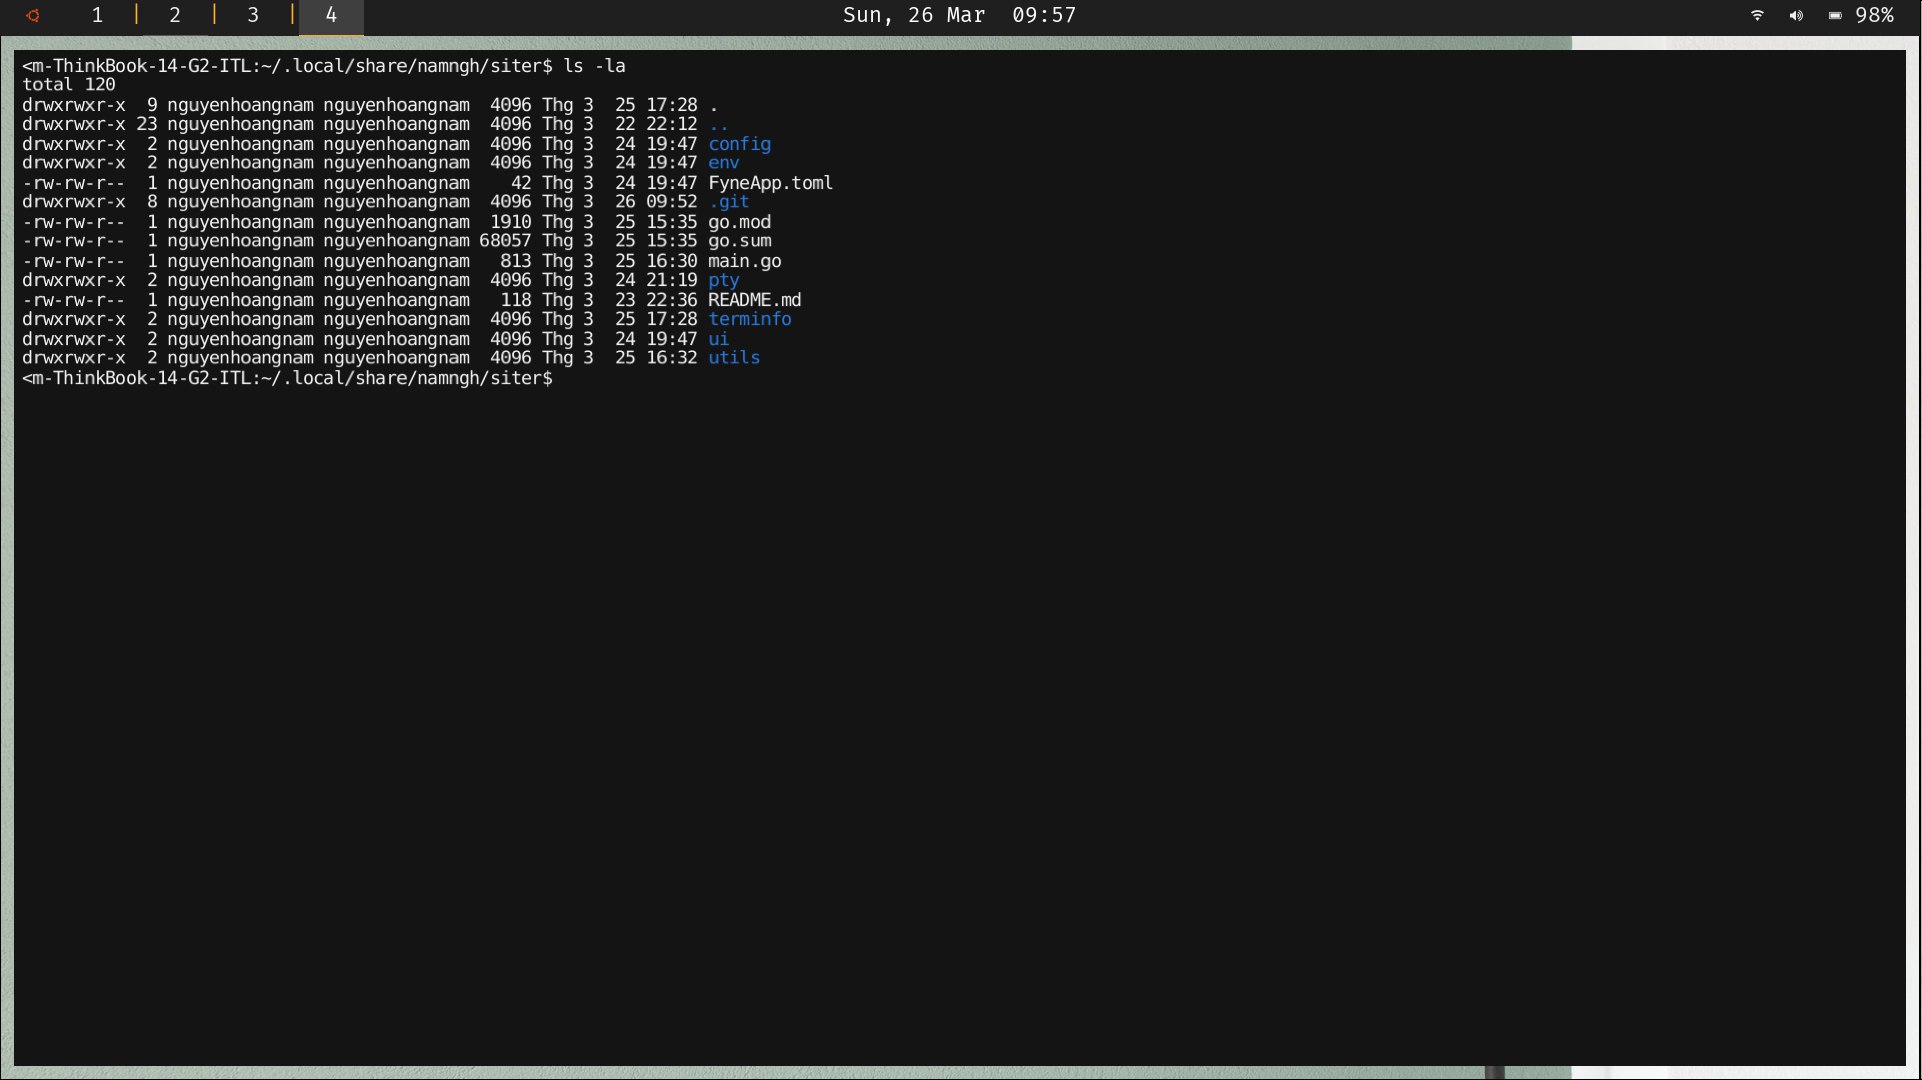 1 | 2 | 3 | 4 Sun, 26 Mar 09:57 98%
<m-ThinkBook-14-G2-ITL:~/.local/share/namngh/siter$ ls -la
total 120
drwxrwxr-x  9 nguyenhoangnam nguyenhoangnam  4096 Thg 3  25 17:28 .
drwxrwxr-x 23 nguyenhoangnam nguyenhoangnam  4096 Thg 3  22 22:12 ..
drwxrwxr-x  2 nguyenhoangnam nguyenhoangnam  4096 Thg 3  24 19:47 config
drwxrwxr-x  2 nguyenhoangnam nguyenhoangnam  4096 Thg 3  24 19:47 env
-rw-rw-r--  1 nguyenhoangnam nguyenhoangnam    42 Thg 3  24 19:47 FyneApp.toml
drwxrwxr-x  8 nguyenhoangnam nguyenhoangnam  4096 Thg 3  26 09:52 .git
-rw-rw-r--  1 nguyenhoangnam nguyenhoangnam  1910 Thg 3  25 15:35 go.mod
-rw-rw-r--  1 nguyenhoangnam nguyenhoangnam 68057 Thg 3  25 15:35 go.sum
-rw-rw-r--  1 nguyenhoangnam nguyenhoangnam   813 Thg 3  25 16:30 main.go
drwxrwxr-x  2 nguyenhoangnam nguyenhoangnam  4096 Thg 3  24 21:19 pty
-rw-rw-r--  1 nguyenhoangnam nguyenhoangnam   118 Thg 3  23 22:36 README.md
drwxrwxr-x  2 nguyenhoangnam nguyenhoangnam  4096 Thg 3  25 17:28 terminfo
drwxrwxr-x  2 nguyenhoangnam nguyenhoangnam  4096 Thg 3  24 19:47 ui
drwxrwxr-x  2 nguyenhoangnam nguyenhoangnam  4096 Thg 3  25 16:32 utils
<m-ThinkBook-14-G2-ITL:~/.local/share/namngh/siter$